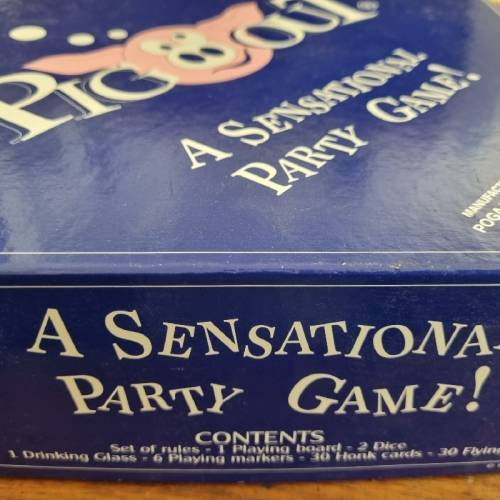 PIG OUT®
A SENSATIONAL
PARTY GAME!
A SENSATIONA
PARTY GAME!
CONTENTS
Set of rules - 1 Playing board - 2 Dice
1 Drinking Glass - 6 Playing markers - 30 Honk cards - 30 Flying